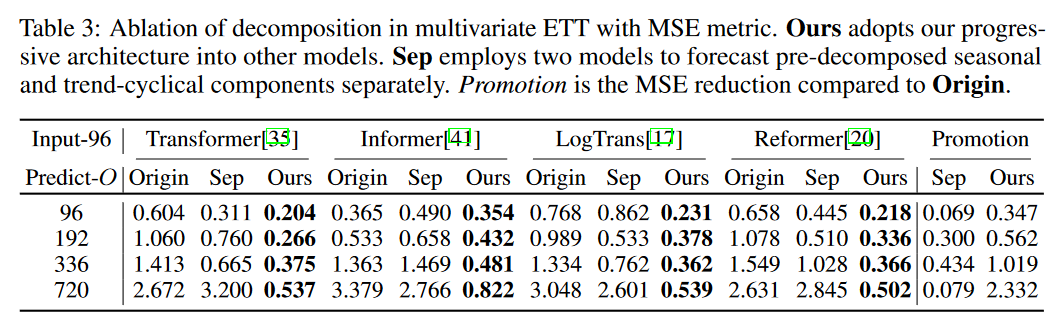 Table 3: Ablation of decomposition in multivariate ETT with MSE metric. Ours adopts our progres-
sive architecture into other models. Sep employs two models to forecast pre-decomposed seasonal
and trend-cyclical components separately. Promotion is the MSE reduction compared to Origin.
Input-96 Transformer[35] Informer[41] LogTrans[17] Reformer[20] Promotion
Predict-O Origin Sep Ours Origin Sep Ours Origin Sep Ours Origin Sep Ours Sep Ours
96 0.604 0.311 0.204 0.365 0.490 0.354 0.768 0.862 0.231 0.658 0.445 0.218 0.069 0.347
192 1.060 0.760 0.266 0.533 0.658 0.432 0.989 0.533 0.378 1.078 0.510 0.336 0.300 0.562
336 1.413 0.665 0.375 1.363 1.469 0.481 1.334 0.762 0.362 1.549 1.028 0.366 0.434 1.019
720 2.672 3.200 0.537 3.379 2.766 0.822 3.048 2.601 0.539 2.631 2.845 0.502 0.079 2.332